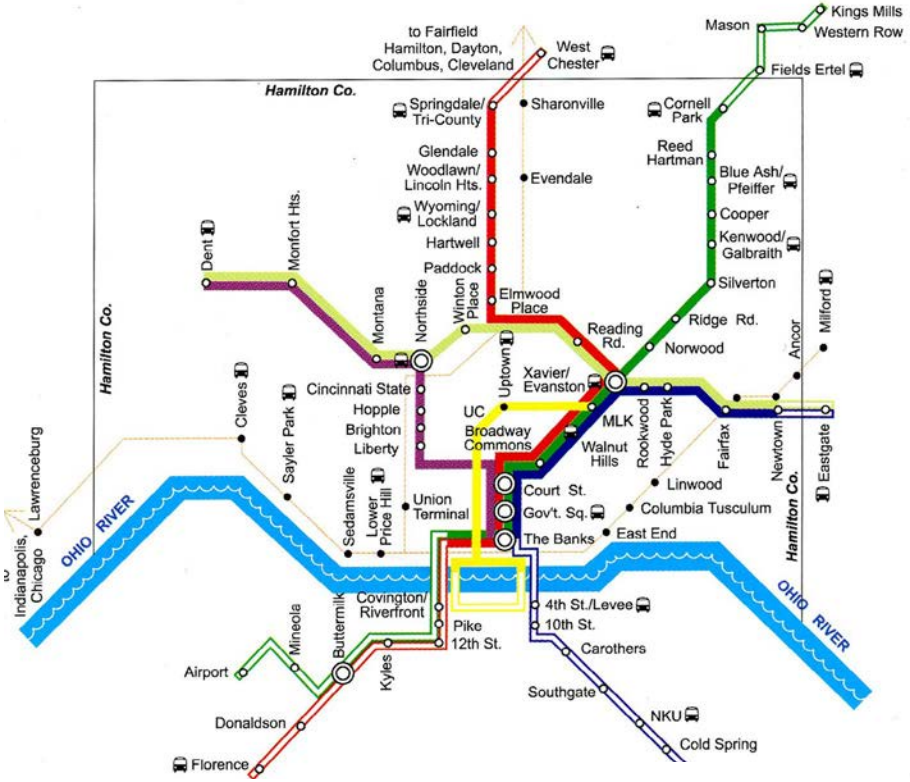 Kings Mills
Mason
Western Row
to Fairfield
Hamilton, Dayton,
Columbus, Cleveland
West
Chester
Fields Ertel
Hamilton Co.
Springdale/
Tri-County
Sharonville
Cornell
Park
Glendale
Reed
Hartman
Woodlawn/
Lincoln Hts.
Evendale
Blue Ash/
Pfeiffer
Wyoming/
Lockland
Cooper
Dent
Monfort Hts.
Hartwell
Kenwood/
Galbraith
Paddock
Silverton
Elmwood
Place
Winton
Place
Northside
Montana
Hamilton Co.
Reading
Rd.
Ridge Rd.
Norwood
Milford
Ancor
Uptown
Xavier/
Evanston
Cincinnati State
Hopple
Brighton
Liberty
UC
Broadway
Commons
MLK
Walnut
Hills
Rookwood
Hyde Park
Fairfax
Newtown
Eastgate
Cleves
Sayler Park
Lawrenceburg
Sedamsville
Lower
Price Hill
Union
Terminal
Court St.
Gov't. Sq.
The Banks
Linwood
Columbia Tusculum
East End
Hamilton Co.
to
Indianapolis,
Chicago
OHIO RIVER
OHIO RIVER
Covington/
Riverfront
Pike
12th St.
4th St./Levee
10th St.
Carothers
Southgate
NKU
Cold Spring
Buttermilk
Mineola
Kyles
Airport
Donaldson
Florence